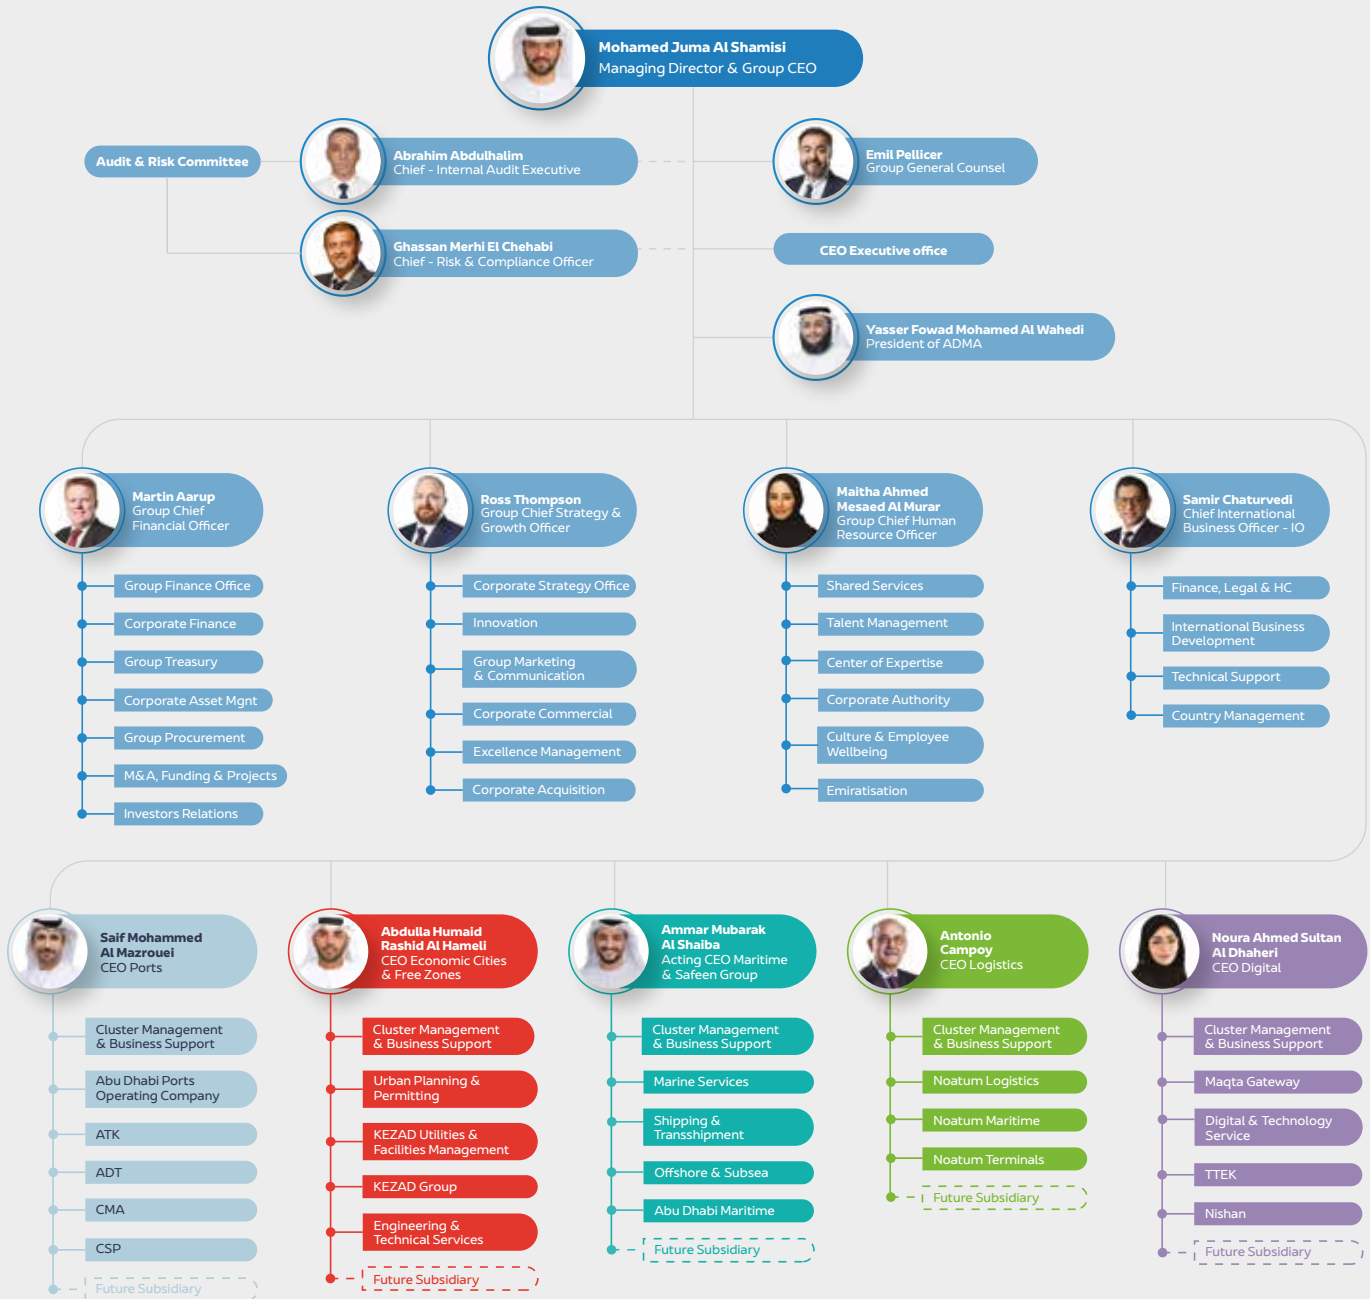 Mohamed Juma Al Shamisi
Managing Director & Group CEO
Audit & Risk Committee
Abrahim Abdulhalim
Chief - Internal Audit Executive
Emil Pellicer
Group General Counsel
Ghassan Merhi El Chehabi
Chief - Risk & Compliance Officer
CEO Executive office
Yasser Fowad Mohamed Al Wahedi
President of ADMA
Martin Aarup
Group Chief
Financial Officer
Group Finance Office
Corporate Finance
Group Treasury
Corporate Asset Mgnt
Group Procurement
M&A, Funding & Projects
Investors Relations
Ross Thompson
Group Chief Strategy &
Growth Officer
Corporate Strategy Office
Innovation
Group Marketing
& Communication
Corporate Commercial
Excellence Management
Corporate Acquisition
Maitha Ahmed
Mesaed Al Murar
Group Chief Human
Resource Officer
Shared Services
Talent Management
Center of Expertise
Corporate Authority
Culture & Employee
Wellbeing
Emiratisation
Samir Chaturvedi
Chief International
Business Officer - IO
Finance, Legal & HC
International Business
Development
Technical Support
Country Management
Saif Mohammed
Al Mazrouei
CEO Ports
Cluster Management
& Business Support
Abu Dhabi Ports
Operating Company
ATK
ADT
CMA
CSP
Future Subsidiary
Abdulla Humaid
Rashid Al Hameli
CEO Economic Cities
& Free Zones
Cluster Management
& Business Support
Urban Planning &
Permitting
KEZAD Utilities &
Facilities Management
KEZAD Group
Engineering &
Technical Services
Future Subsidiary
Ammar Mubarak
Al Shaiba
Acting CEO Maritime
& Safeen Group
Cluster Management
& Business Support
Marine Services
Shipping &
Transshipment
Offshore & Subsea
Abu Dhabi Maritime
Future Subsidiary
Antonio
Campoy
CEO Logistics
Cluster Management
& Business Support
Noatum Logistics
Noatum Maritime
Noatum Terminals
Future Subsidiary
Noura Ahmed Sultan
Al Dhaheri
CEO Digital
Cluster Management
& Business Support
Maqta Gateway
Digital & Technology
Service
TTEK
Nishan
Future Subsidiary